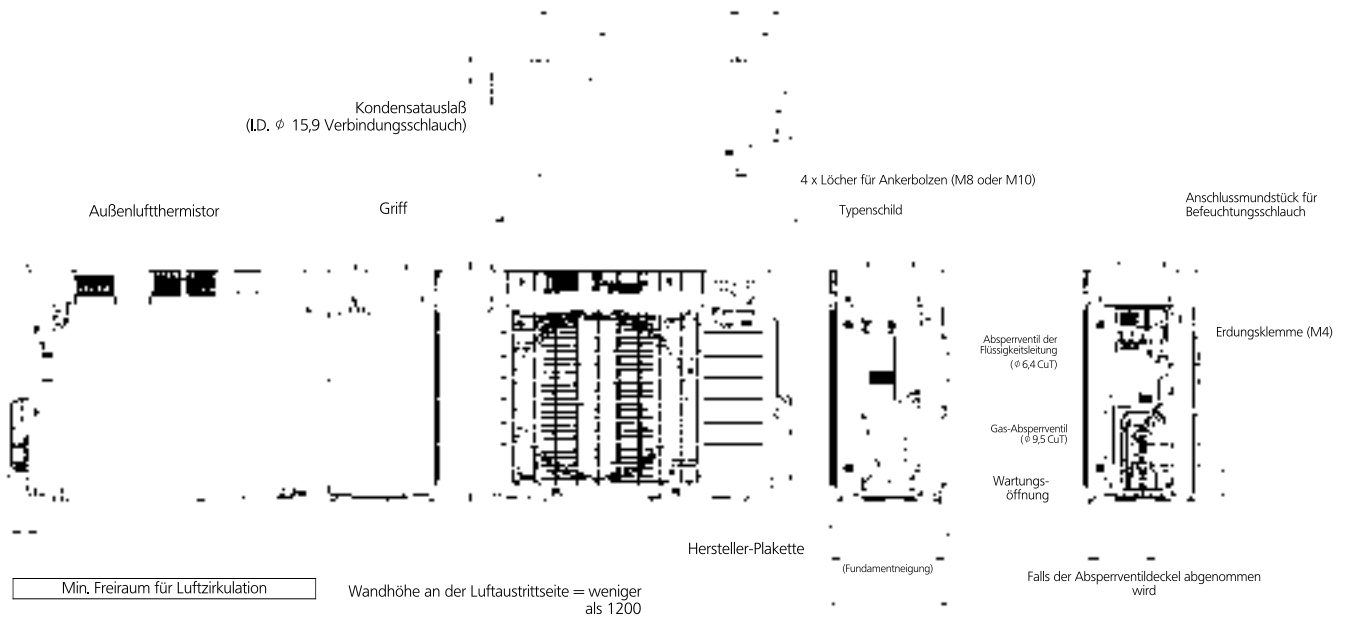 Kondensatauslaß
(I.D. ϕ 15,9 Verbindungsschlauch)
4 x Löcher für Ankerbolzen (M8 oder M10)
Außenluftthermistor
Griff
Typenschild
Anschlussmundstück für
Befeuchtungsschlauch
Absperrventil der
Flüssigkeitsleitung
(ϕ 6,4 CuT)
Erdungsklemme (M4)
Gas-Absperrventil
(ϕ 9,5 CuT)
Wartungs-
öffnung
Hersteller-Plakette
(Fundamentneigung)
Falls der Absperrventildeckel abgenommen
wird
Min. Freiraum für Luftzirkulation
Wandhöhe an der Luftaustrittseite = weniger
als 1200